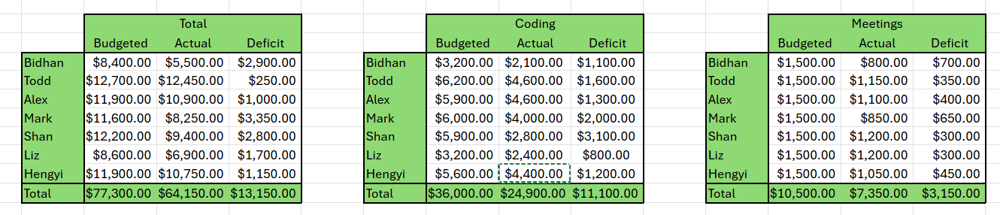 Total Coding Meetings
Budgeted Actual Deficit Budgeted Actual Deficit Budgeted Actual Deficit
Bidhan $8,400.00 $5,500.00 $2,900.00 Bidhan $3,200.00 $2,100.00 $1,100.00 Bidhan $1,500.00 $800.00 $700.00
Todd $12,700.00 $12,450.00 $250.00 Todd $6,200.00 $4,600.00 $1,600.00 Todd $1,500.00 $1,150.00 $350.00
Alex $11,900.00 $10,900.00 $1,000.00 Alex $5,900.00 $4,600.00 $1,300.00 Alex $1,500.00 $1,100.00 $400.00
Mark $11,600.00 $8,250.00 $3,350.00 Mark $6,000.00 $4,000.00 $2,000.00 Mark $1,500.00 $850.00 $650.00
Shan $12,200.00 $9,400.00 $2,800.00 Shan $5,900.00 $2,800.00 $3,100.00 Shan $1,500.00 $1,200.00 $300.00
Liz $8,600.00 $6,900.00 $1,700.00 Liz $3,200.00 $2,400.00 $800.00 Liz $1,500.00 $1,200.00 $300.00
Hengyi $11,900.00 $10,750.00 $1,150.00 Hengyi $5,600.00 $4,400.00 $1,200.00 Hengyi $1,500.00 $1,050.00 $450.00
Total $77,300.00 $64,150.00 $13,150.00 Total $36,000.00 $24,900.00 $11,100.00 Total $10,500.00 $7,350.00 $3,150.00